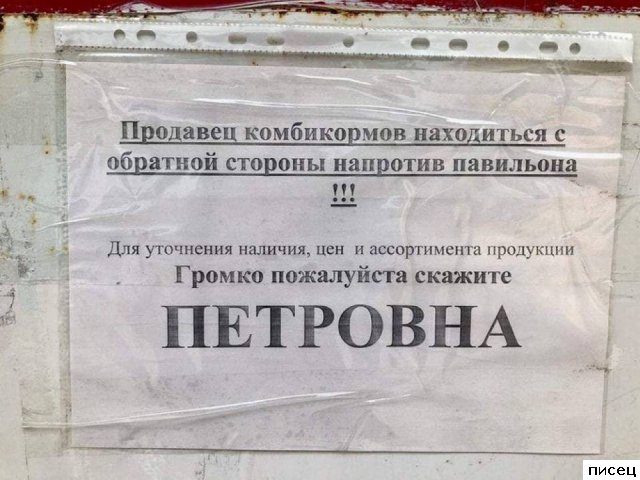 Продавец комбикормов находиться с
обратной стороны напротив павильона
!!!
Для уточнения наличия, цен и ассортимента продукции
Громко пожалуйста скажите
ПЕТРОВНА
писец